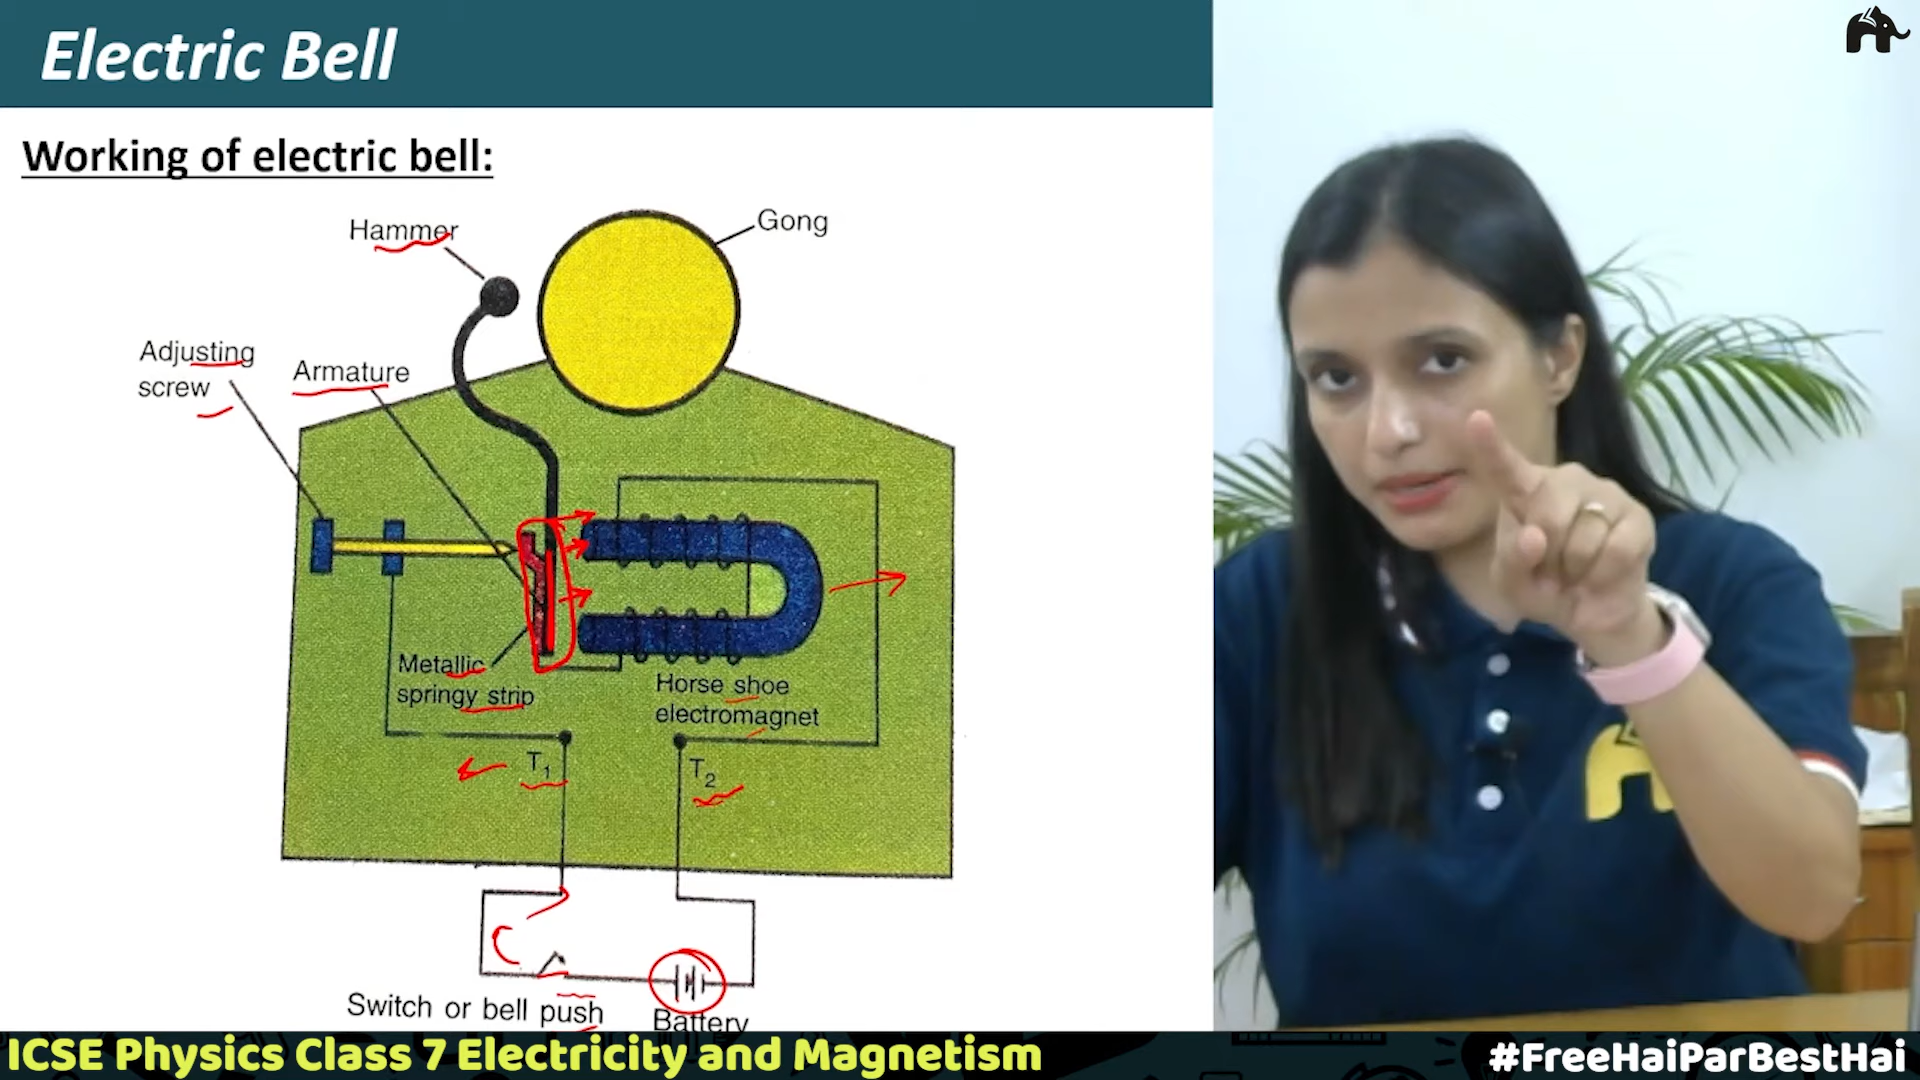 Electric Bell
Working of electric bell:
Hammer
Gong
Adjusting
screw
Armature
Metallic
springy strip
Horse shoe
electromagnet
T1
T2
Switch or bell push
Battery
ICSE Physics Class 7 Electricity and Magnetism
#FreeHaiParBestHai